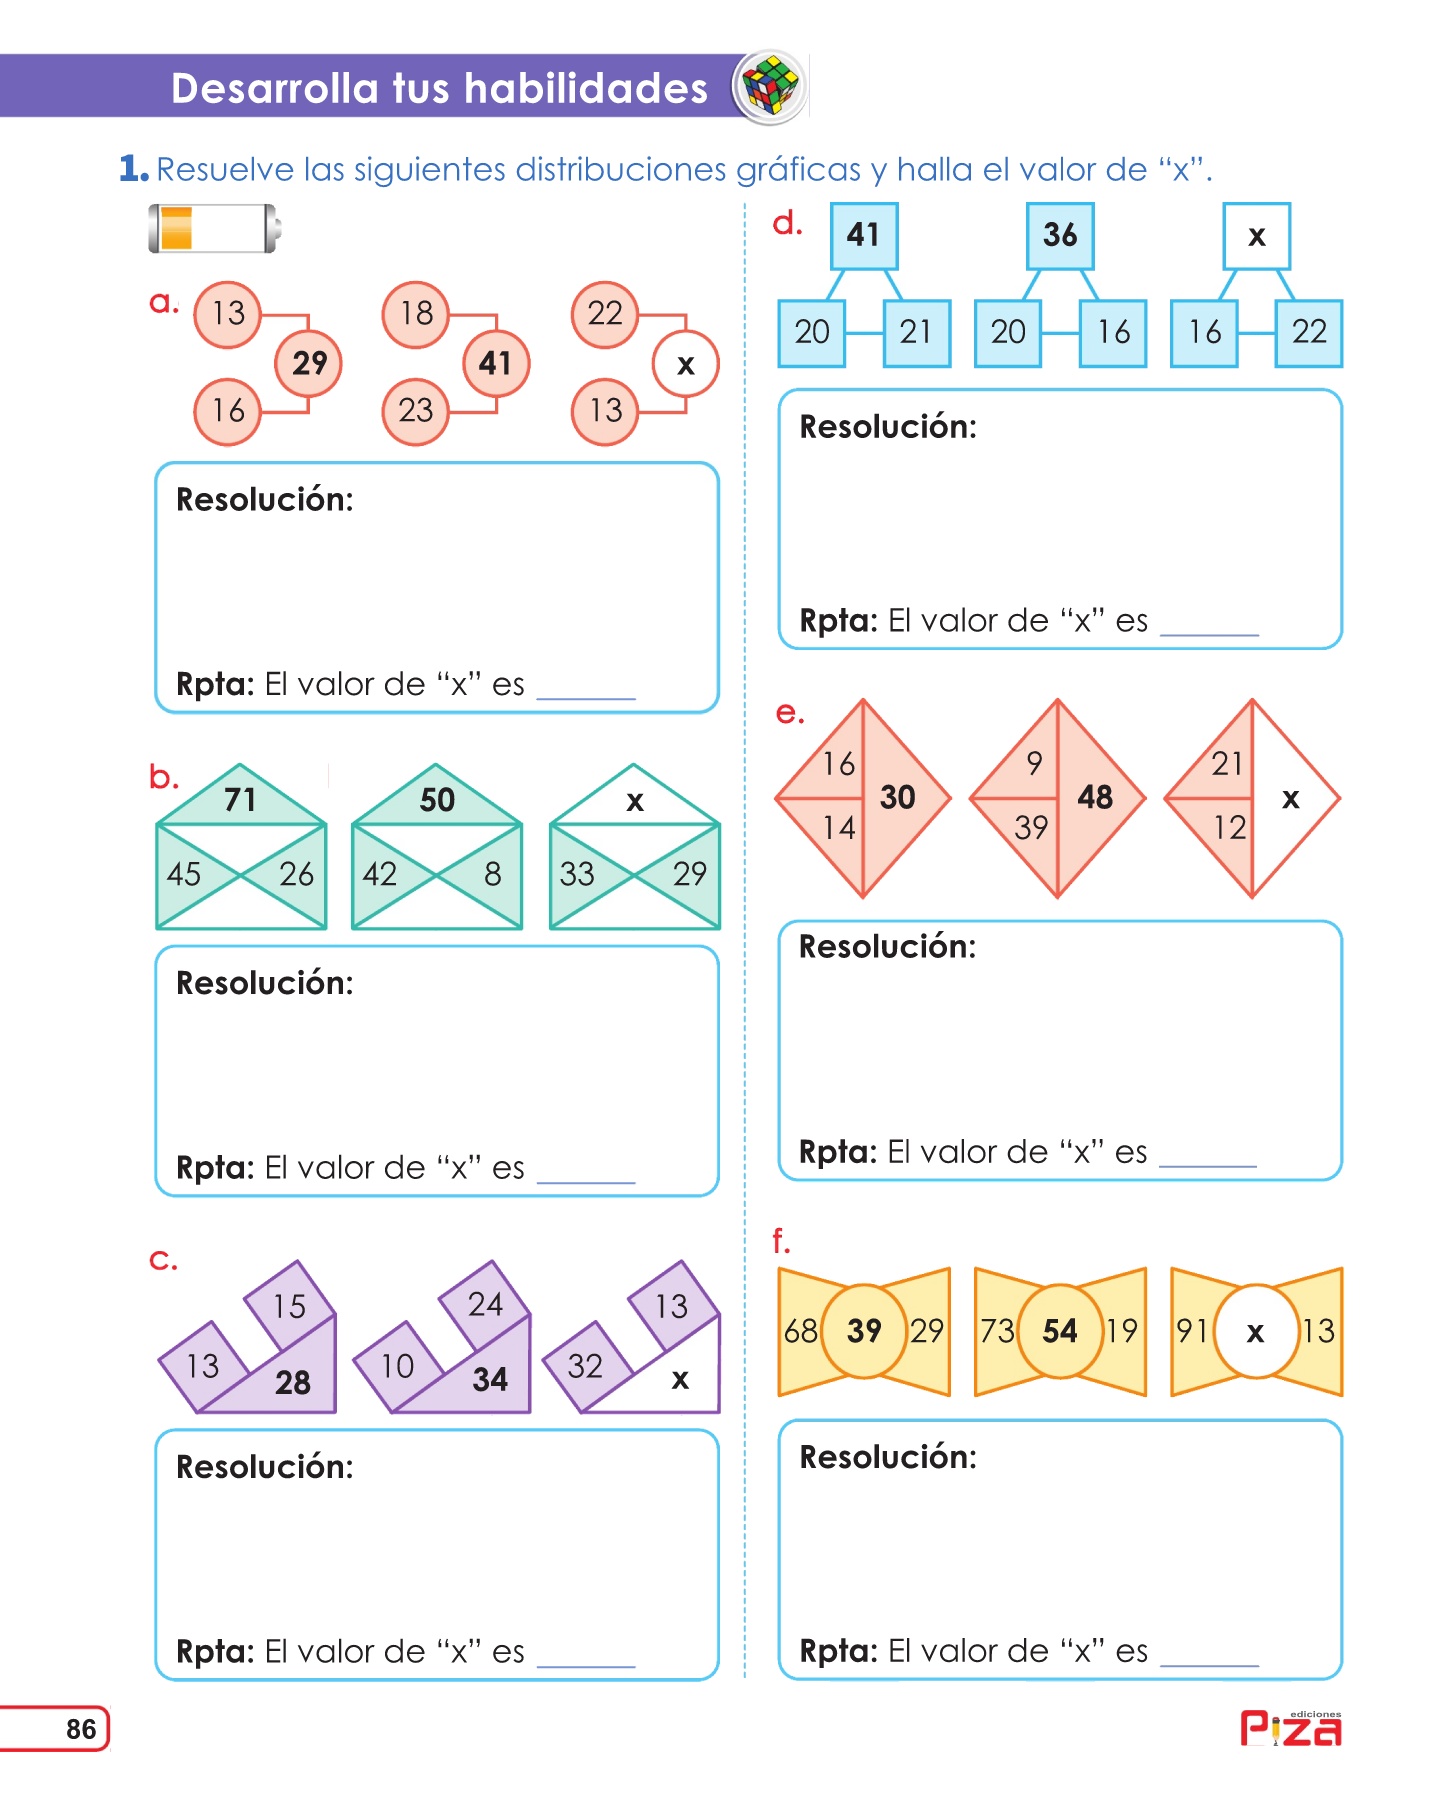 Desarrolla tus habilidades
1. Resuelve las siguientes distribuciones gráficas y halla el valor de “x”.
a.
13 18 22
29 41 x
16 23 13
Resolución:
Rpta: El valor de “x” es ______
b.
71 50 x
45 26 42 8 33 29
Resolución:
Rpta: El valor de “x” es ______
c.
15 24 13
13 10 32
28 34 x
Resolución:
Rpta: El valor de “x” es ______
d.
41 36 x
20 21 20 16 16 22
Resolución:
Rpta: El valor de “x” es ______
e.
16 9 21
30 48 x
14 39 12
Resolución:
Rpta: El valor de “x” es ______
f.
68 39 29 73 54 19 91 x 13
Resolución:
Rpta: El valor de “x” es ______
86
ediciones
Piza